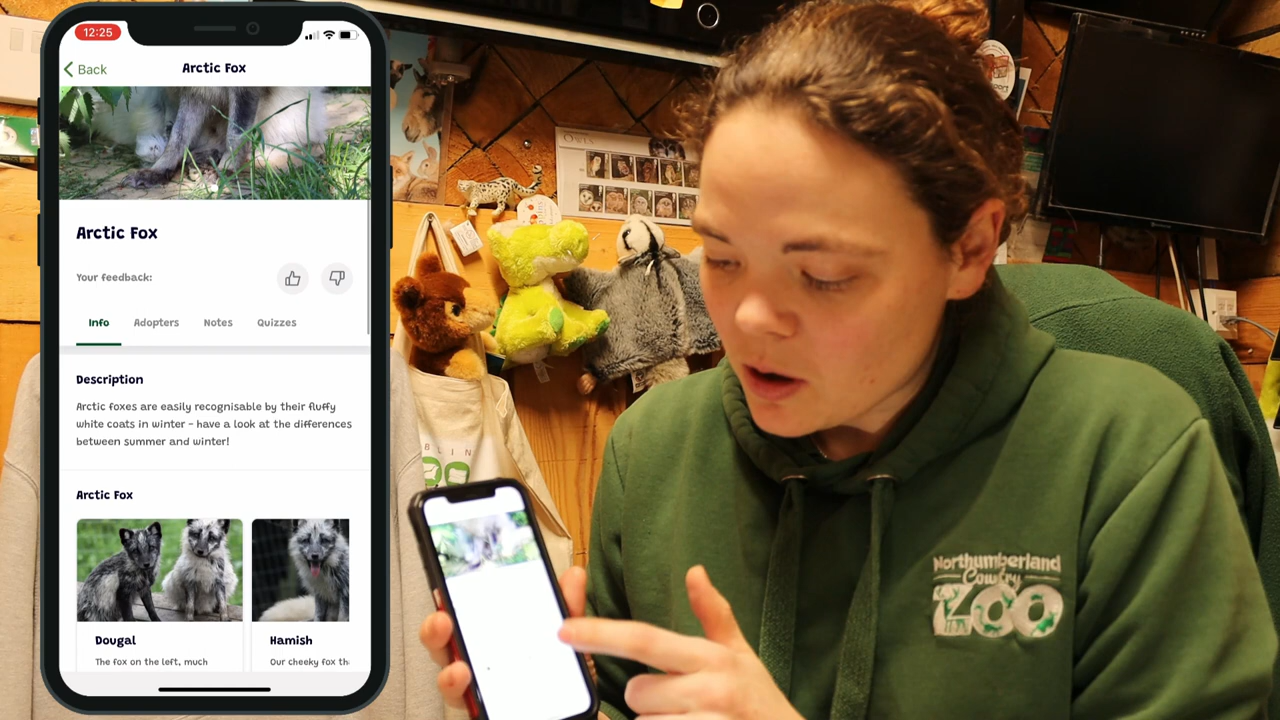 12:25
Back
Arctic Fox
Arctic Fox
Your feedback:
Info
Adopters
Notes
Quizzes
Description
Arctic foxes are easily recognisable by their fluffy
white coats in winter - have a look at the differences
between summer and winter!
Arctic Fox
Dougal
Hamish
The fox on the left, much
Our cheeky fox th
OWLS
BLIN
Northumberland
Country
ZOO